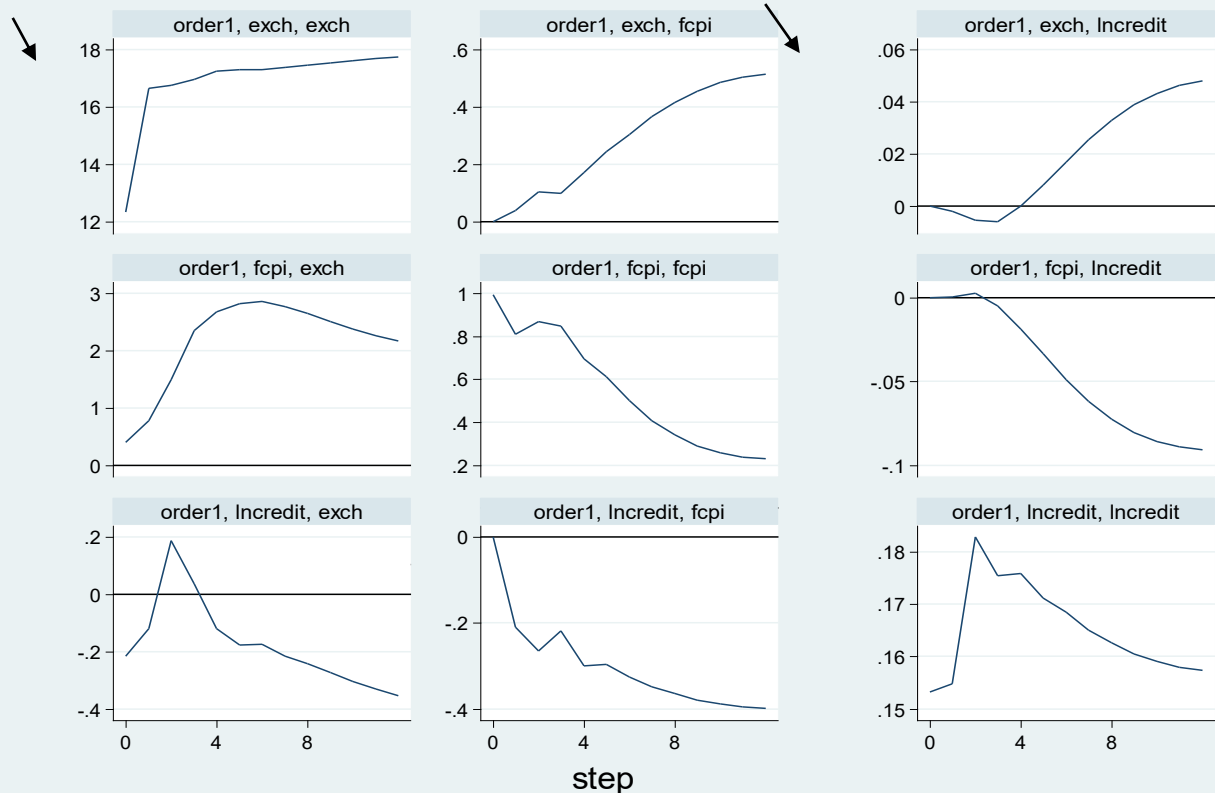 order1, exch, exch
18
16
14
12
order1, exch, fcpi
.6
.4
.2
0
order1, exch, lncredit
.06
.04
.02
0
order1, fcpi, exch
3
2
1
0
order1, fcpi, fcpi
1
.8
.6
.4
.2
order1, fcpi, lncredit
0
-.05
-.1
order1, lncredit, exch
.2
0
-.2
-.4
0 4 8
order1, lncredit, fcpi
0
-.2
-.4
0 4 8
order1, lncredit, lncredit
.18
.17
.16
.15
0 4 8
step